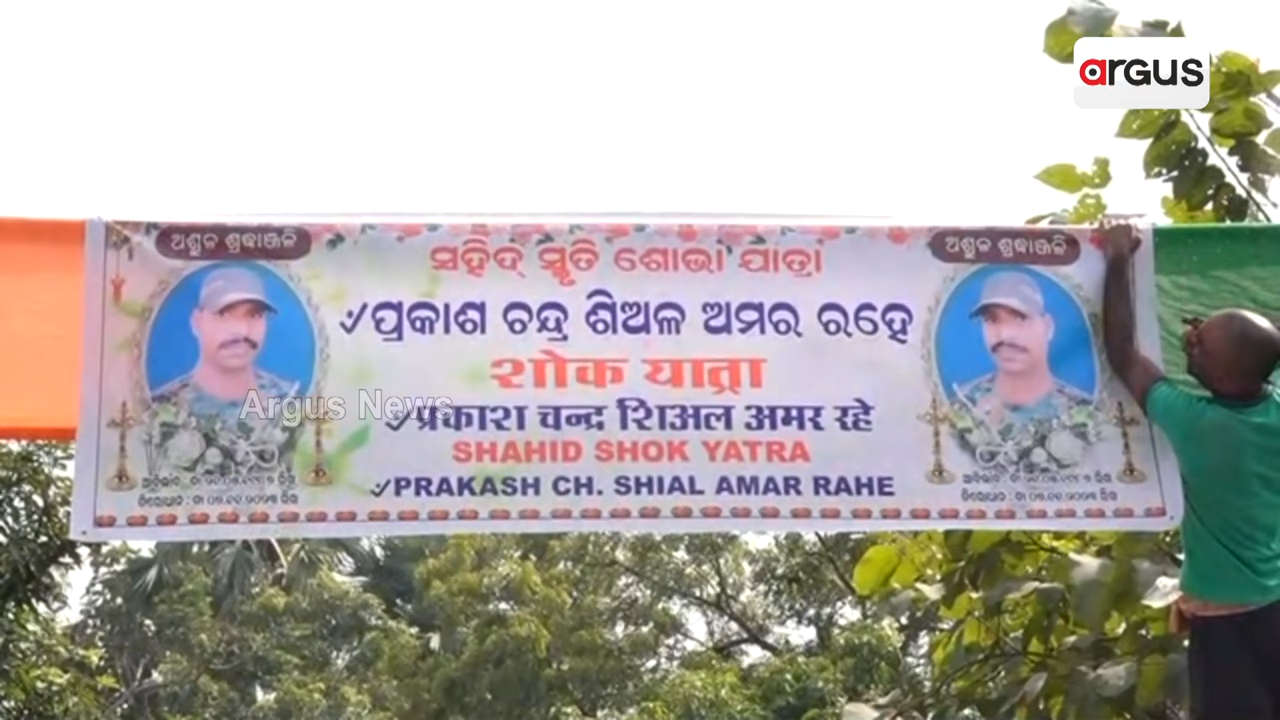 argus
ଅଶ୍ରୁଳ ଶ୍ରଦ୍ଧାଞ୍ଜଳି
ସହିଦ୍ ସ୍ମୃତି ଶୋଭା ଯାତ୍ରା
ଅଶ୍ରୁଳ ଶ୍ରଦ୍ଧାଞ୍ଜଳି
✓ପ୍ରକାଶ ଚନ୍ଦ୍ର ଶିଅଳ ଅମର ରହେ
शोक यात्रा
Argus News
✓प्रकाश चन्द्र शिअल अमर रहे
SHAHID SHOK YATRA
✓PRAKASH CH. SHIAL AMAR RAHE